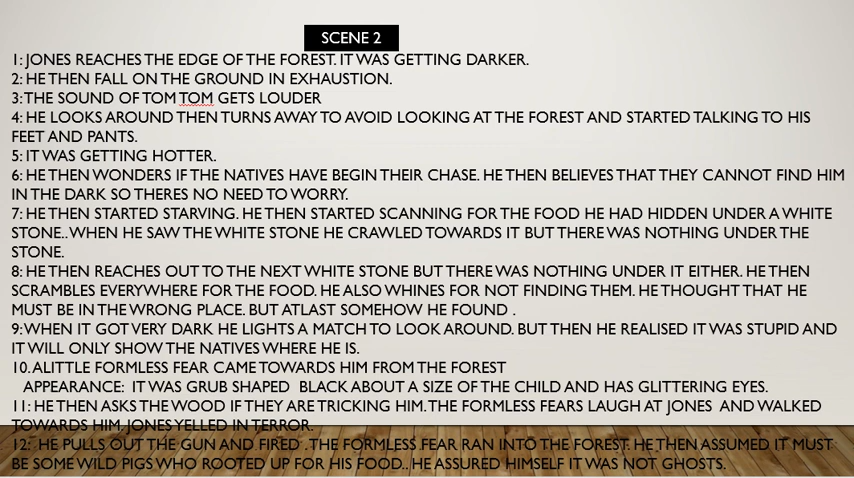 SCENE 2
1: JONES REACHES THE EDGE OF THE FOREST. IT WAS GETTING DARKER.
2: HE THEN FALL ON THE GROUND IN EXHAUSTION.
3:THE SOUND OF TOM TOM GETS LOUDER
4: HE LOOKS AROUND THEN TURNS AWAY TO AVOID LOOKING AT THE FOREST AND STARTED TALKING TO HIS
FEET AND PANTS.
5: IT WAS GETTING HOTTER.
6: HE THEN WONDERS IF THE NATIVES HAVE BEGIN THEIR CHASE. HE THEN BELIEVES THAT THEY CANNOT FIND HIM
IN THE DARK SO THERES NO NEED TO WORRY.
7: HE THEN STARTED STARVING. HE THEN STARTED SCANNING FOR THE FOOD HE HAD HIDDEN UNDER A WHITE
STONE..WHEN HE SAW THE WHITE STONE HE CRAWLED TOWARDS IT BUT THERE WAS NOTHING UNDER THE
STONE.
8: HE THEN REACHES OUT TO THE NEXT WHITE STONE BUT THERE WAS NOTHING UNDER IT EITHER. HE THEN
SCRAMBLES EVERYWHERE FOR THE FOOD. HE ALSO WHINES FOR NOT FINDING THEM. HE THOUGHT THAT HE
MUST BE IN THE WRONG PLACE. BUT ATLAST SOMEHOW HE FOUND .
9:WHEN IT GOT VERY DARK HE LIGHTS A MATCH TO LOOK AROUND. BUT THEN HE REALISED IT WAS STUPID AND
IT WILL ONLY SHOW THE NATIVES WHERE HE IS.
10. ALITTLE FORMLESS FEAR CAME TOWARDS HIM FROM THE FOREST
APPEARANCE: IT WAS GRUB SHAPED BLACK ABOUT A SIZE OF THE CHILD AND HAS GLITTERING EYES.
11: HE THEN ASKS THE WOOD IF THEY ARE TRICKING HIM. THE FORMLESS FEARS LAUGH AT JONES AND WALKED
TOWARDS HIM. JONES YELLED IN TERROR.
12: HE PULLS OUT THE GUN AND FIRED .THE FORMLESS FEAR RAN INTO THE FOREST. HE THEN ASSUMED IT MUST
BE SOME WILD PIGS WHO ROOTED UP FOR HIS FOOD.. HE ASSURED HIMSELF IT WAS NOT GHOSTS.